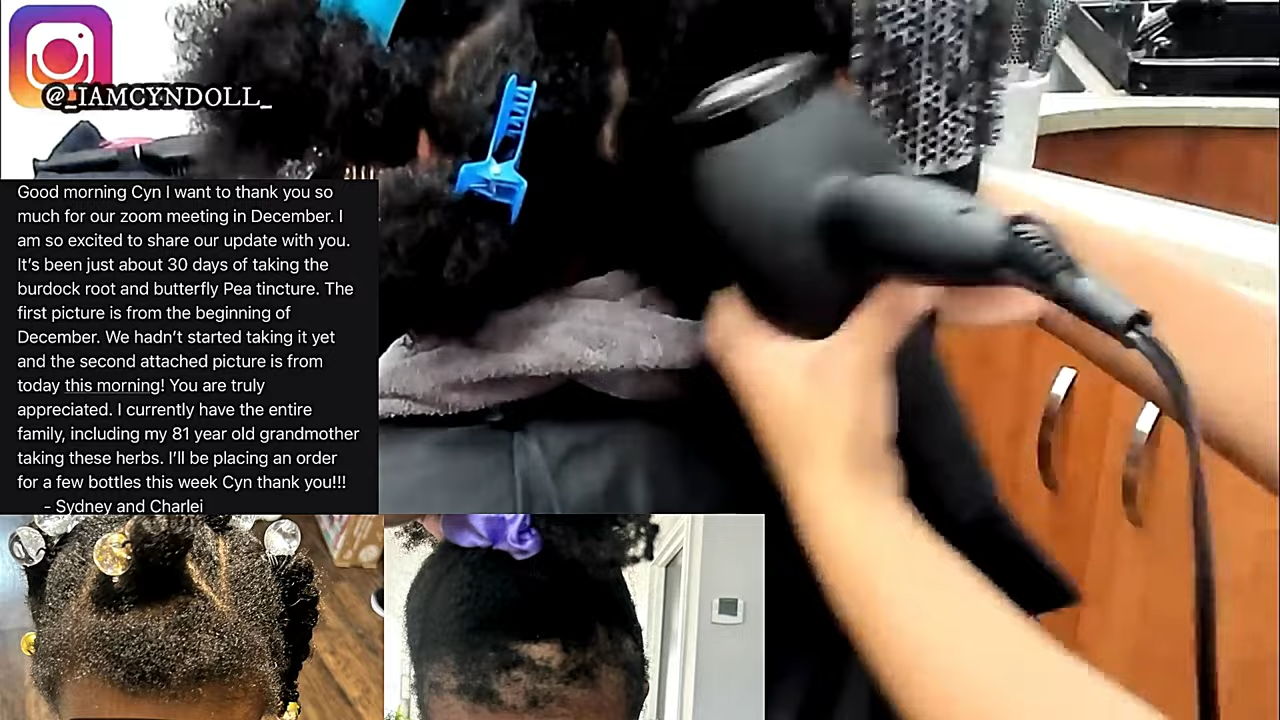 @_IAMCYNDOLL_
Good morning Cyn I want to thank you so
much for our zoom meeting in December. I
am so excited to share our update with you.
It's been just about 30 days of taking the
burdock root and butterfly Pea tincture. The
first picture is from the beginning of
December. We hadn't started taking it yet
and the second attached picture is from
today this morning! You are truly
appreciated. I currently have the entire
family, including my 81 year old grandmother
taking these herbs. I'll be placing an order
for a few bottles this week Cyn thank you!!!
- Sydney and Charlei